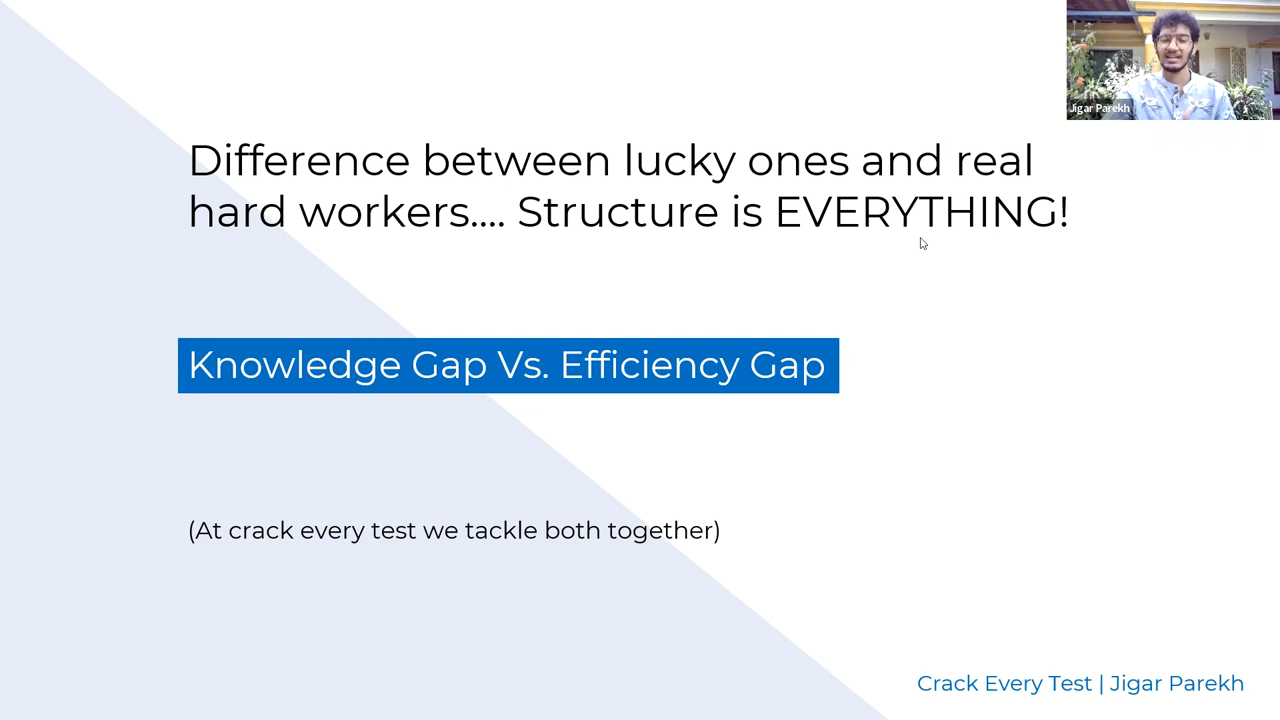 Jigar Parekh
Difference between lucky ones and real
hard workers.... Structure is EVERYTHING!
Knowledge Gap Vs. Efficiency Gap
(At crack every test we tackle both together)
Crack Every Test | Jigar Parekh